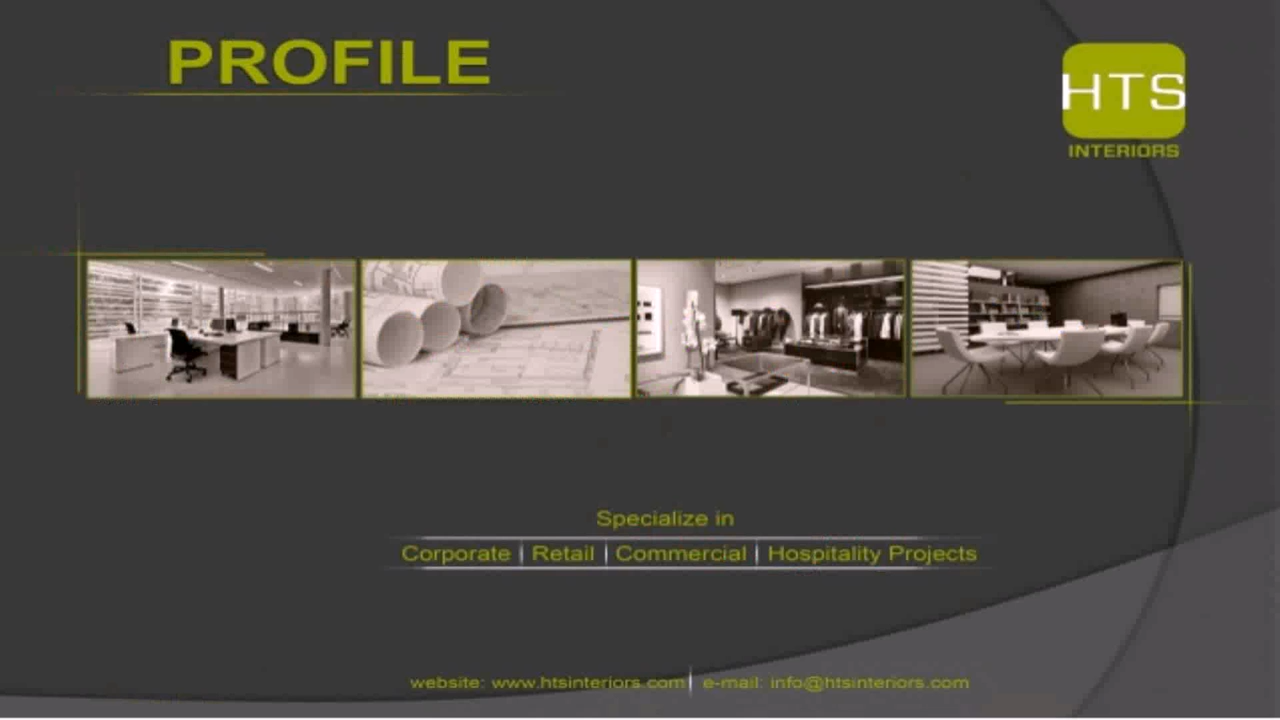 PROFILE
HTS
INTERIORS
Specialize in
Corporate | Retail | Commercial | Hospitality Projects
website: www.htsinteriors.com | e-mail: info@htsinteriors.com